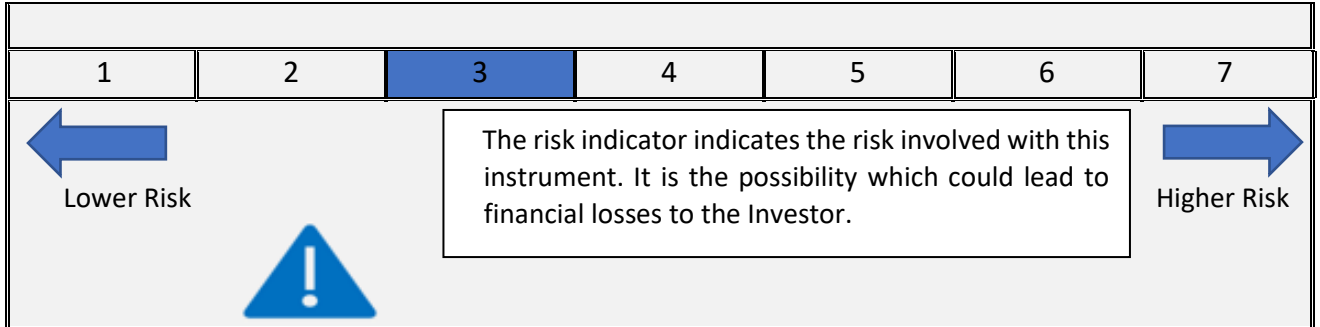 1 2 3 4 5 6 7
The risk indicator indicates the risk involved with this
instrument. It is the possibility which could lead to
financial losses to the Investor.
Lower Risk
Higher Risk